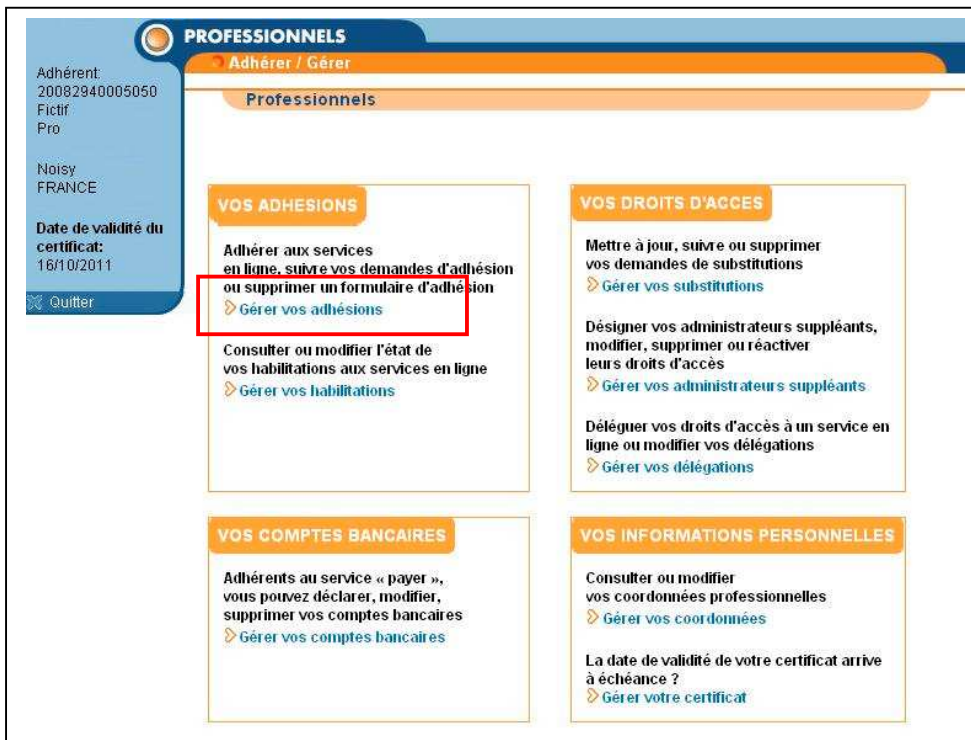 PROFESSIONNELS
Adhérer / Gérer
Professionnels
Adhérent:
20082940005050
Fictif
Pro
Noisy
FRANCE
Date de validité du
certificat:
16/10/2011
Quitter
VOS ADHESIONS
Adhérer aux services
en ligne, suivre vos demandes d'adhésion
ou supprimer un formulaire d'adhésion
Gérer vos adhésions
Consulter ou modifier l'état de
vos habilitations aux services en ligne
Gérer vos habilitations
VOS DROITS D'ACCES
Mettre à jour, suivre ou supprimer
vos demandes de substitutions
Gérer vos substitutions
Désigner vos administrateurs suppléants,
modifier, supprimer ou réactiver
leurs droits d'accès
Gérer vos administrateurs suppléants
Déléguer vos droits d'accès à un service en
ligne ou modifier vos délégations
Gérer vos délégations
VOS COMPTES BANCAIRES
Adhérents au service « payer »,
vous pouvez déclarer, modifier,
supprimer vos comptes bancaires
Gérer vos comptes bancaires
VOS INFORMATIONS PERSONNELLES
Consulter ou modifier
vos coordonnées professionnelles
Gérer vos coordonnées
La date de validité de votre certificat arrive
à échéance ?
Gérer votre certificat